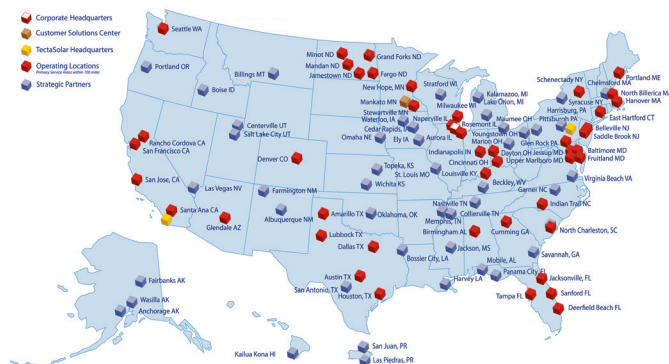 Corporate Headquarters
Customer Solutions Center
TectaSolar Headquarters
Operating Locations
Primary Service Areas within 100 miles
Strategic Partners
Seattle WA
Portland OR
Boise ID
Billings MT
Minot ND
Mandan ND
Jamestown ND
Grand Forks ND
Fargo ND
New Hope, MN
Mankato MN
Stewartville MN
Stratford WI
Milwaukee WI
Kalamazoo, MI
Lake Orion, MI
Schenectady NY
Chelmsford MA
Portland ME
North Billerica MA
Hanover MA
Syracuse NY
East Hartford CT
Harrisburg, PA
Pittsburgh PA
Belleville NJ
Saddle Brook NJ
Waterloo, IA
Naperville IL
Rosemont IL
Maumee OH
Youngstown OH
Marion OH
Cedar Rapids, IA
Ely IA
Aurora IL
Omaha NE
Glen Rock PA
Baltimore MD
Fruitland MD
Jessup MD
Upper Marlboro MD
Dayton OH
Indianapolis IN
Cincinnati OH
Louisville KY
St. Louis MO
Topeka, KS
Wichita KS
Beckley, WV
Virginia Beach VA
Garner NC
Indian Trail NC
Centerville UT
Salt Lake City UT
Denver CO
Rancho Cordova CA
San Francisco CA
San Jose, CA
Santa Ana CA
Las Vegas NV
Glendale AZ
Farmington NM
Albuquerque NM
Amarillo TX
Lubbock TX
Dallas TX
Austin TX
San Antonio, TX
Houston, TX
Oklahoma, OK
Nashville TN
Collierville TN
Memphis, TN
Birmingham AL
Jackson, MS
Bossier City, LA
Harvey LA
Mobile, AL
Panama City, FL
Cumming GA
North Charleston, SC
Savannah, GA
Jacksonville, FL
Sanford FL
Tampa FL
Deerfield Beach FL
Fairbanks AK
Wasilla AK
Anchorage AK
Kailua Kona HI
San Juan, PR
Las Piedras, PR